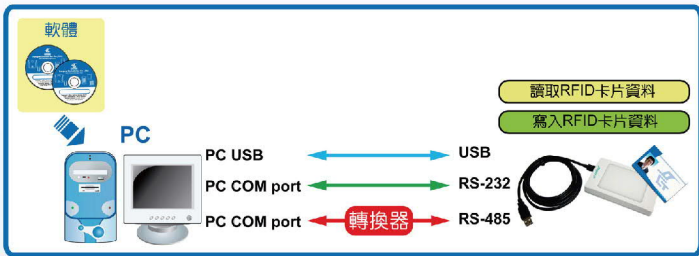 軟體
PC
讀取RFID卡片資料
寫入RFID卡片資料
PC USB
USB
PC COM port
RS-232
PC COM port
轉換器
RS-485